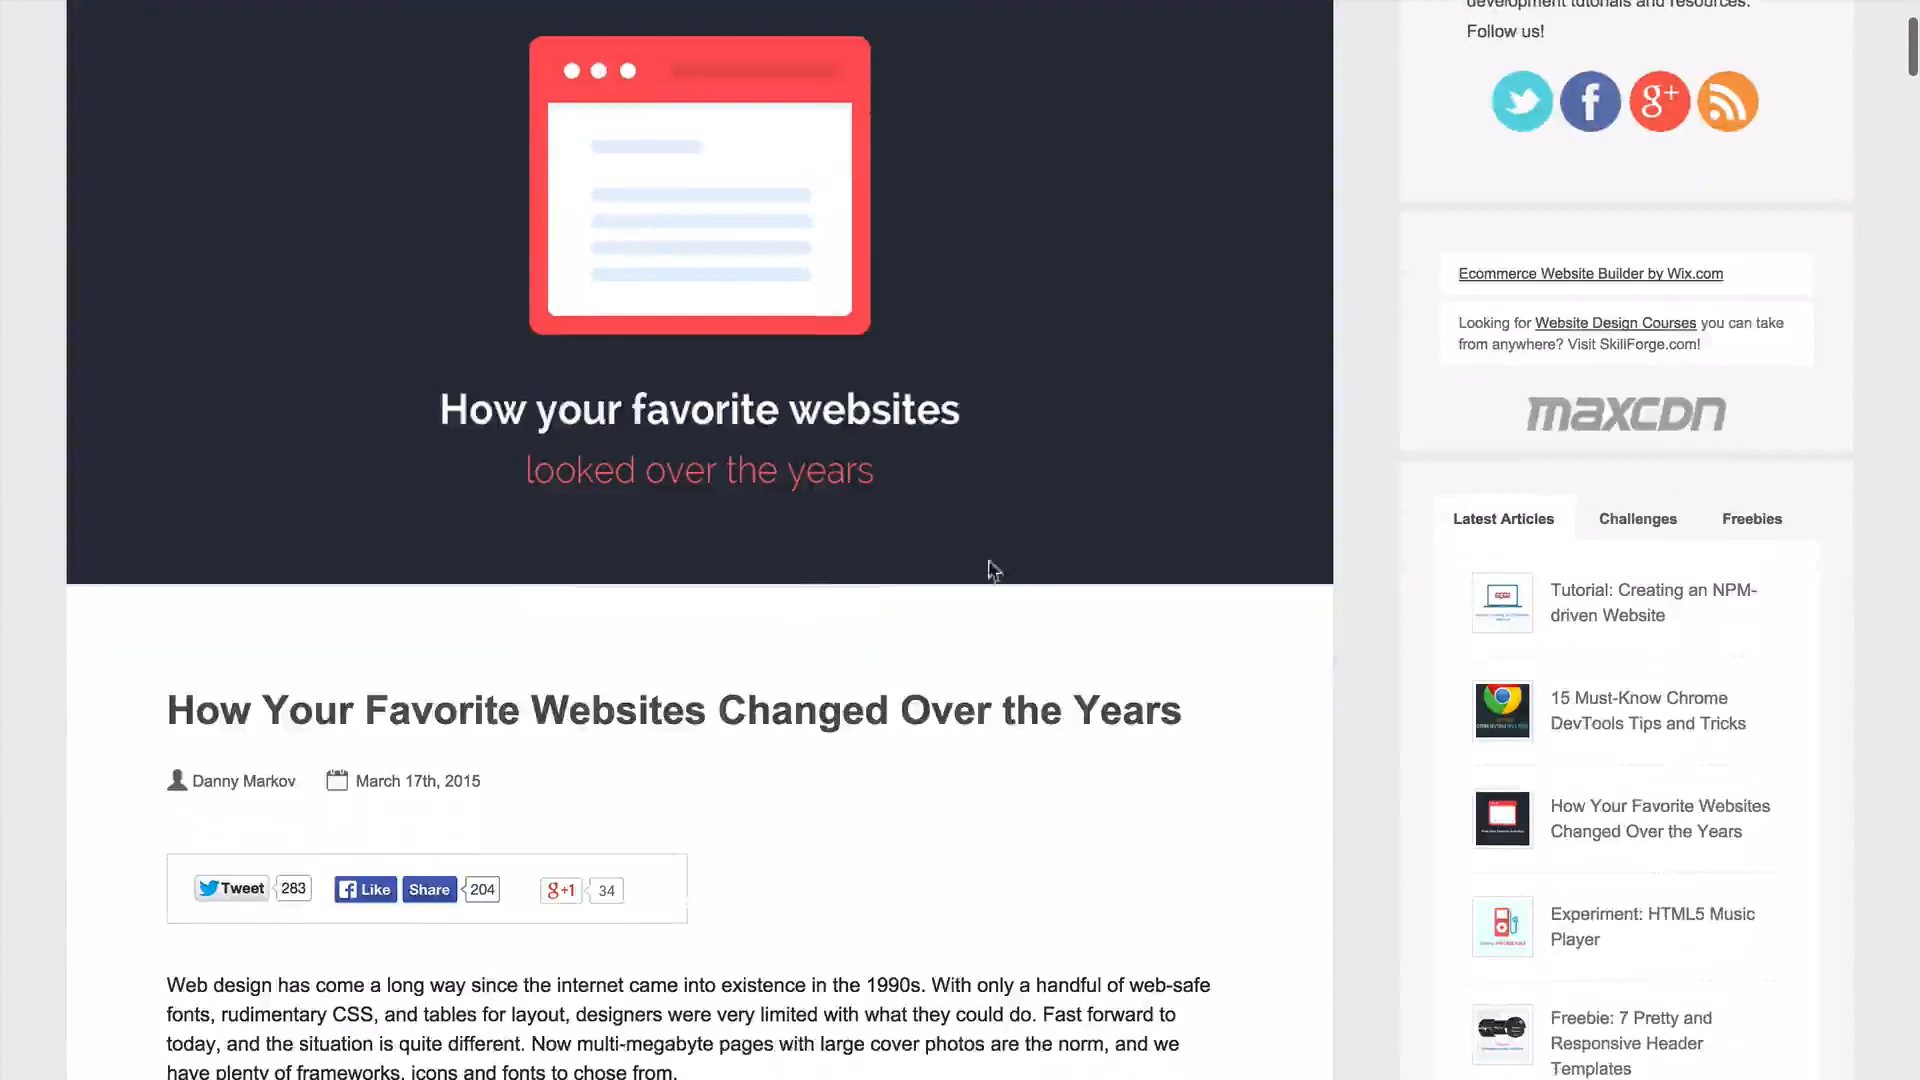 development tutorials and resources.
Follow us!
How your favorite websites
looked over the years
Ecommerce Website Builder by Wix.com
Looking for Website Design Courses you can take
from anywhere? Visit SkillForge.com!
maxcdn
Latest Articles Challenges Freebies
Tutorial: Creating an NPM-
driven Website
15 Must-Know Chrome
DevTools Tips and Tricks
How Your Favorite Websites
Changed Over the Years
Experiment: HTML5 Music
Player
Freebie: 7 Pretty and
Responsive Header
Templates
How Your Favorite Websites Changed Over the Years
Danny Markov March 17th, 2015
Tweet 283 Like Share 204 g+1 34
Web design has come a long way since the internet came into existence in the 1990s. With only a handful of web-safe
fonts, rudimentary CSS, and tables for layout, designers were very limited with what they could do. Fast forward to
today, and the situation is quite different. Now multi-megabyte pages with large cover photos are the norm, and we
have plenty of frameworks, icons and fonts to chose from.